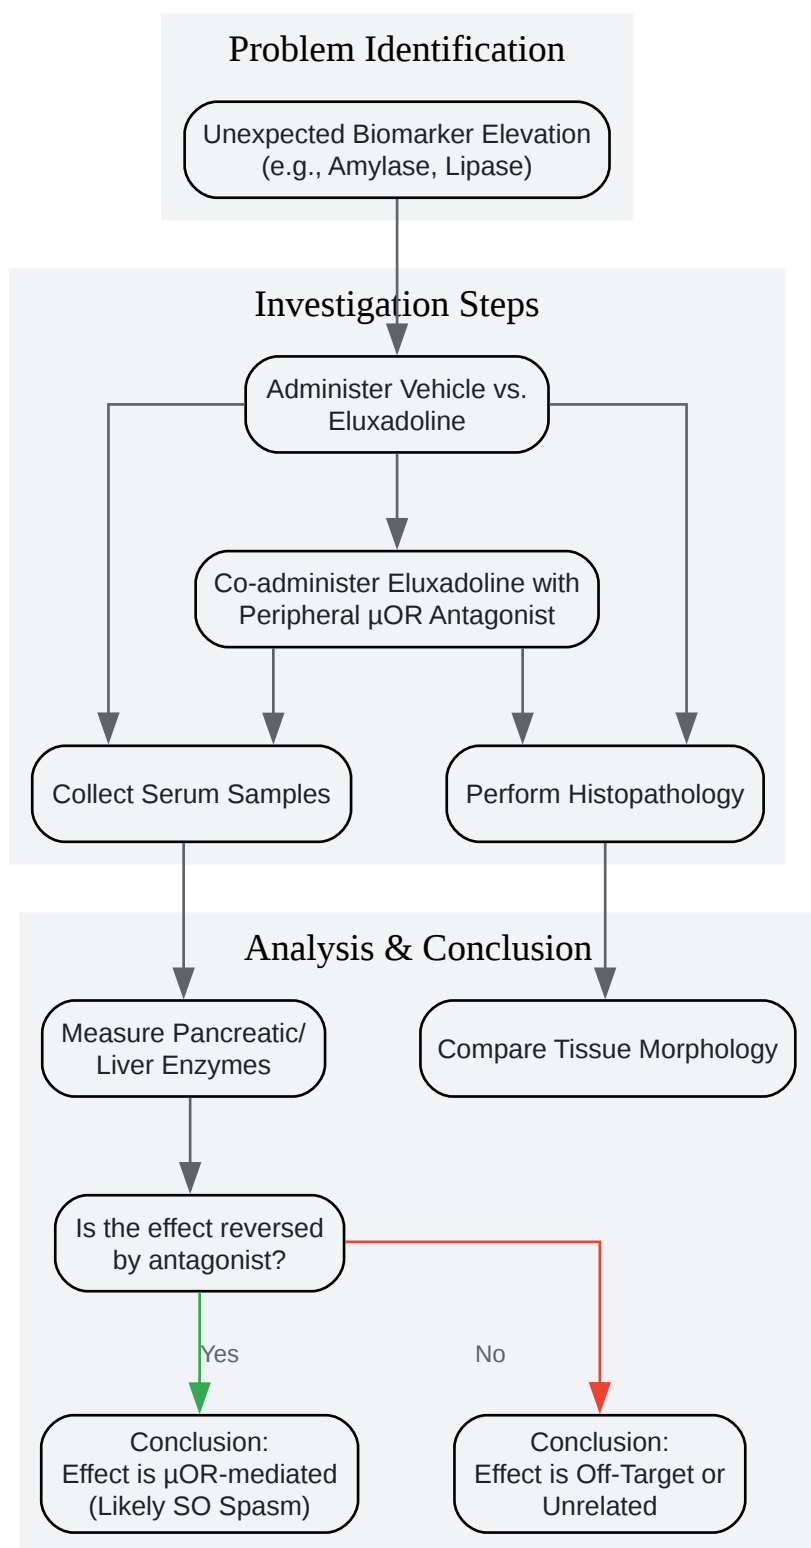 Problem Identification
Unexpected Biomarker Elevation
(e.g., Amylase, Lipase)
Investigation Steps
Administer Vehicle vs.
Eluxadoline
Co-administer Eluxadoline with
Peripheral µOR Antagonist
Collect Serum Samples
Perform Histopathology
Analysis & Conclusion
Measure Pancreatic/
Liver Enzymes
Compare Tissue Morphology
Is the effect reversed
by antagonist?
Yes
No
Conclusion:
Effect is µOR-mediated
(Likely SO Spasm)
Conclusion:
Effect is Off-Target or
Unrelated